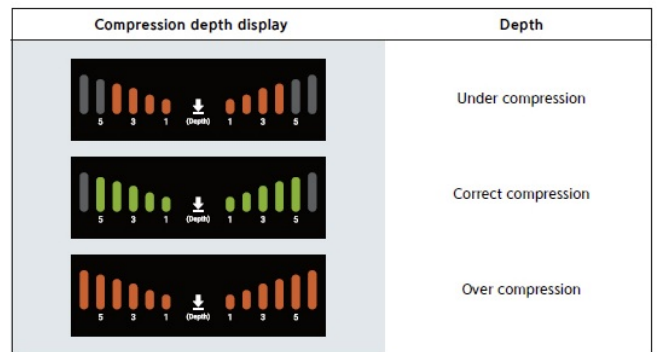 Compression depth display Depth
5 3 1 (Depth) 1 3 5
Under compression
5 3 1 (Depth) 1 3 5
Correct compression
5 3 1 (Depth) 1 3 5
Over compression